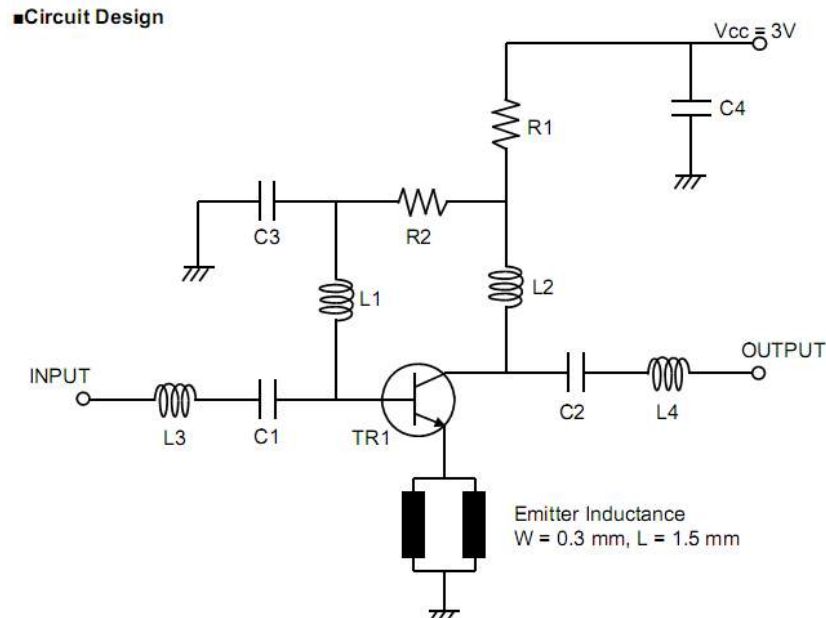 ■Circuit Design
Vcc = 3V
C4
R1
C3
R2
L1
L2
INPUT
OUTPUT
L3
C1
TR1
C2
L4
Emitter Inductance
W = 0.3 mm, L = 1.5 mm